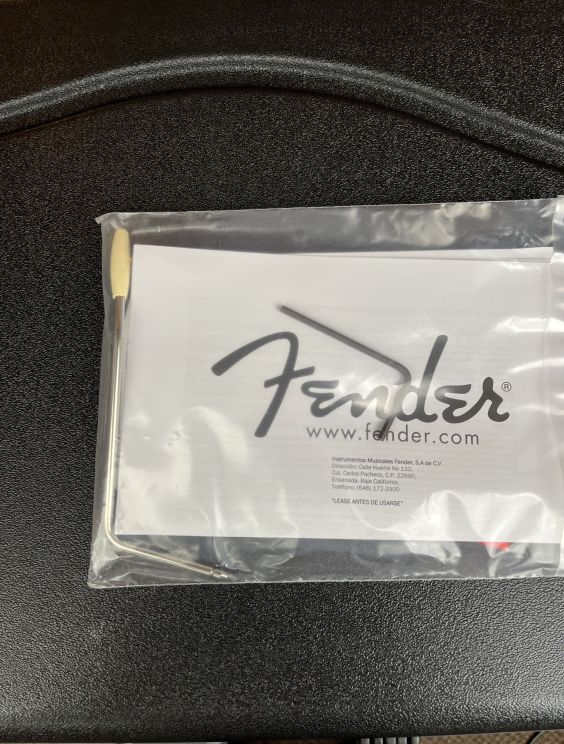 Fender®
www.fender.com
Instrumentos Musicales Fender, S.A de C.V
Dirección: Calle Huerta No 132,
Col. Carlos Pacheco, C.P. 22890,
Ensenada, Baja California.
Teléfono: (646) 172-3300
"LEASE ANTES DE USARSE"